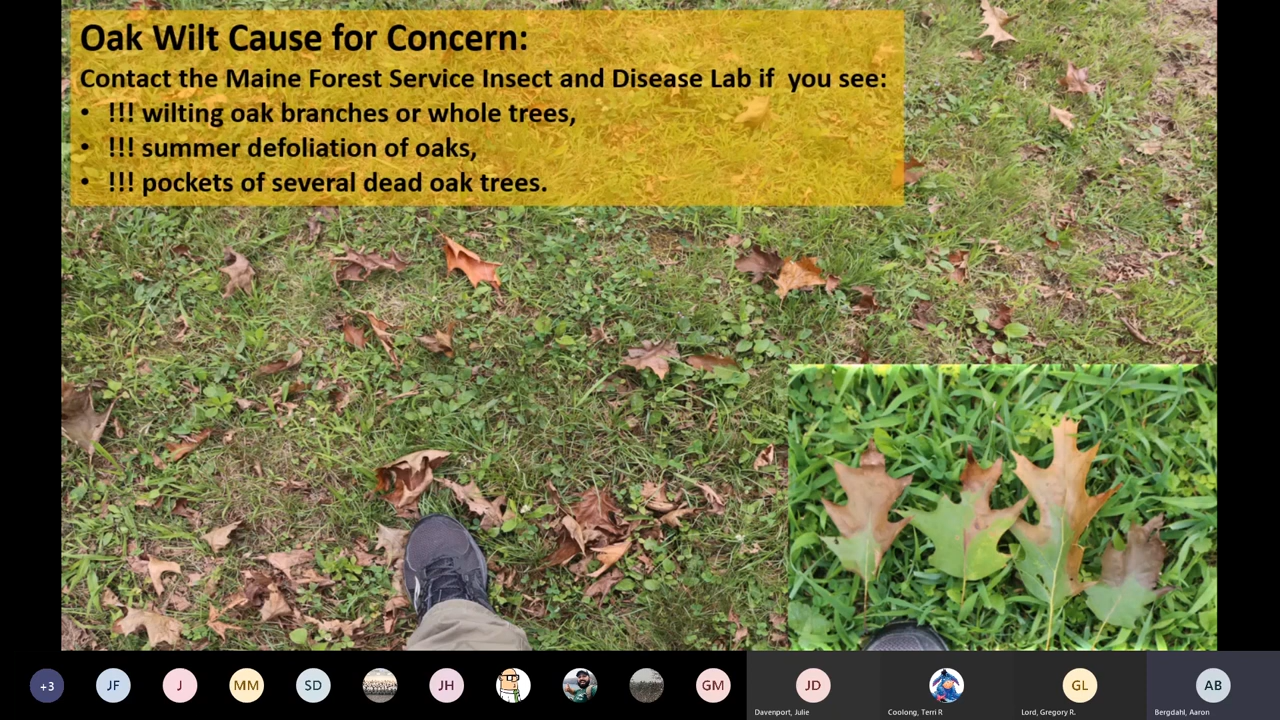 Oak Wilt Cause for Concern:
Contact the Maine Forest Service Insect and Disease Lab if  you see:
• !!! wilting oak branches or whole trees,
• !!! summer defoliation of oaks,
• !!! pockets of several dead oak trees.
+3 JF J MM SD JH GM JD GL AB
Davenport, Julie Coolong, Terri R Lord, Gregory R. Bergdahl, Aaron